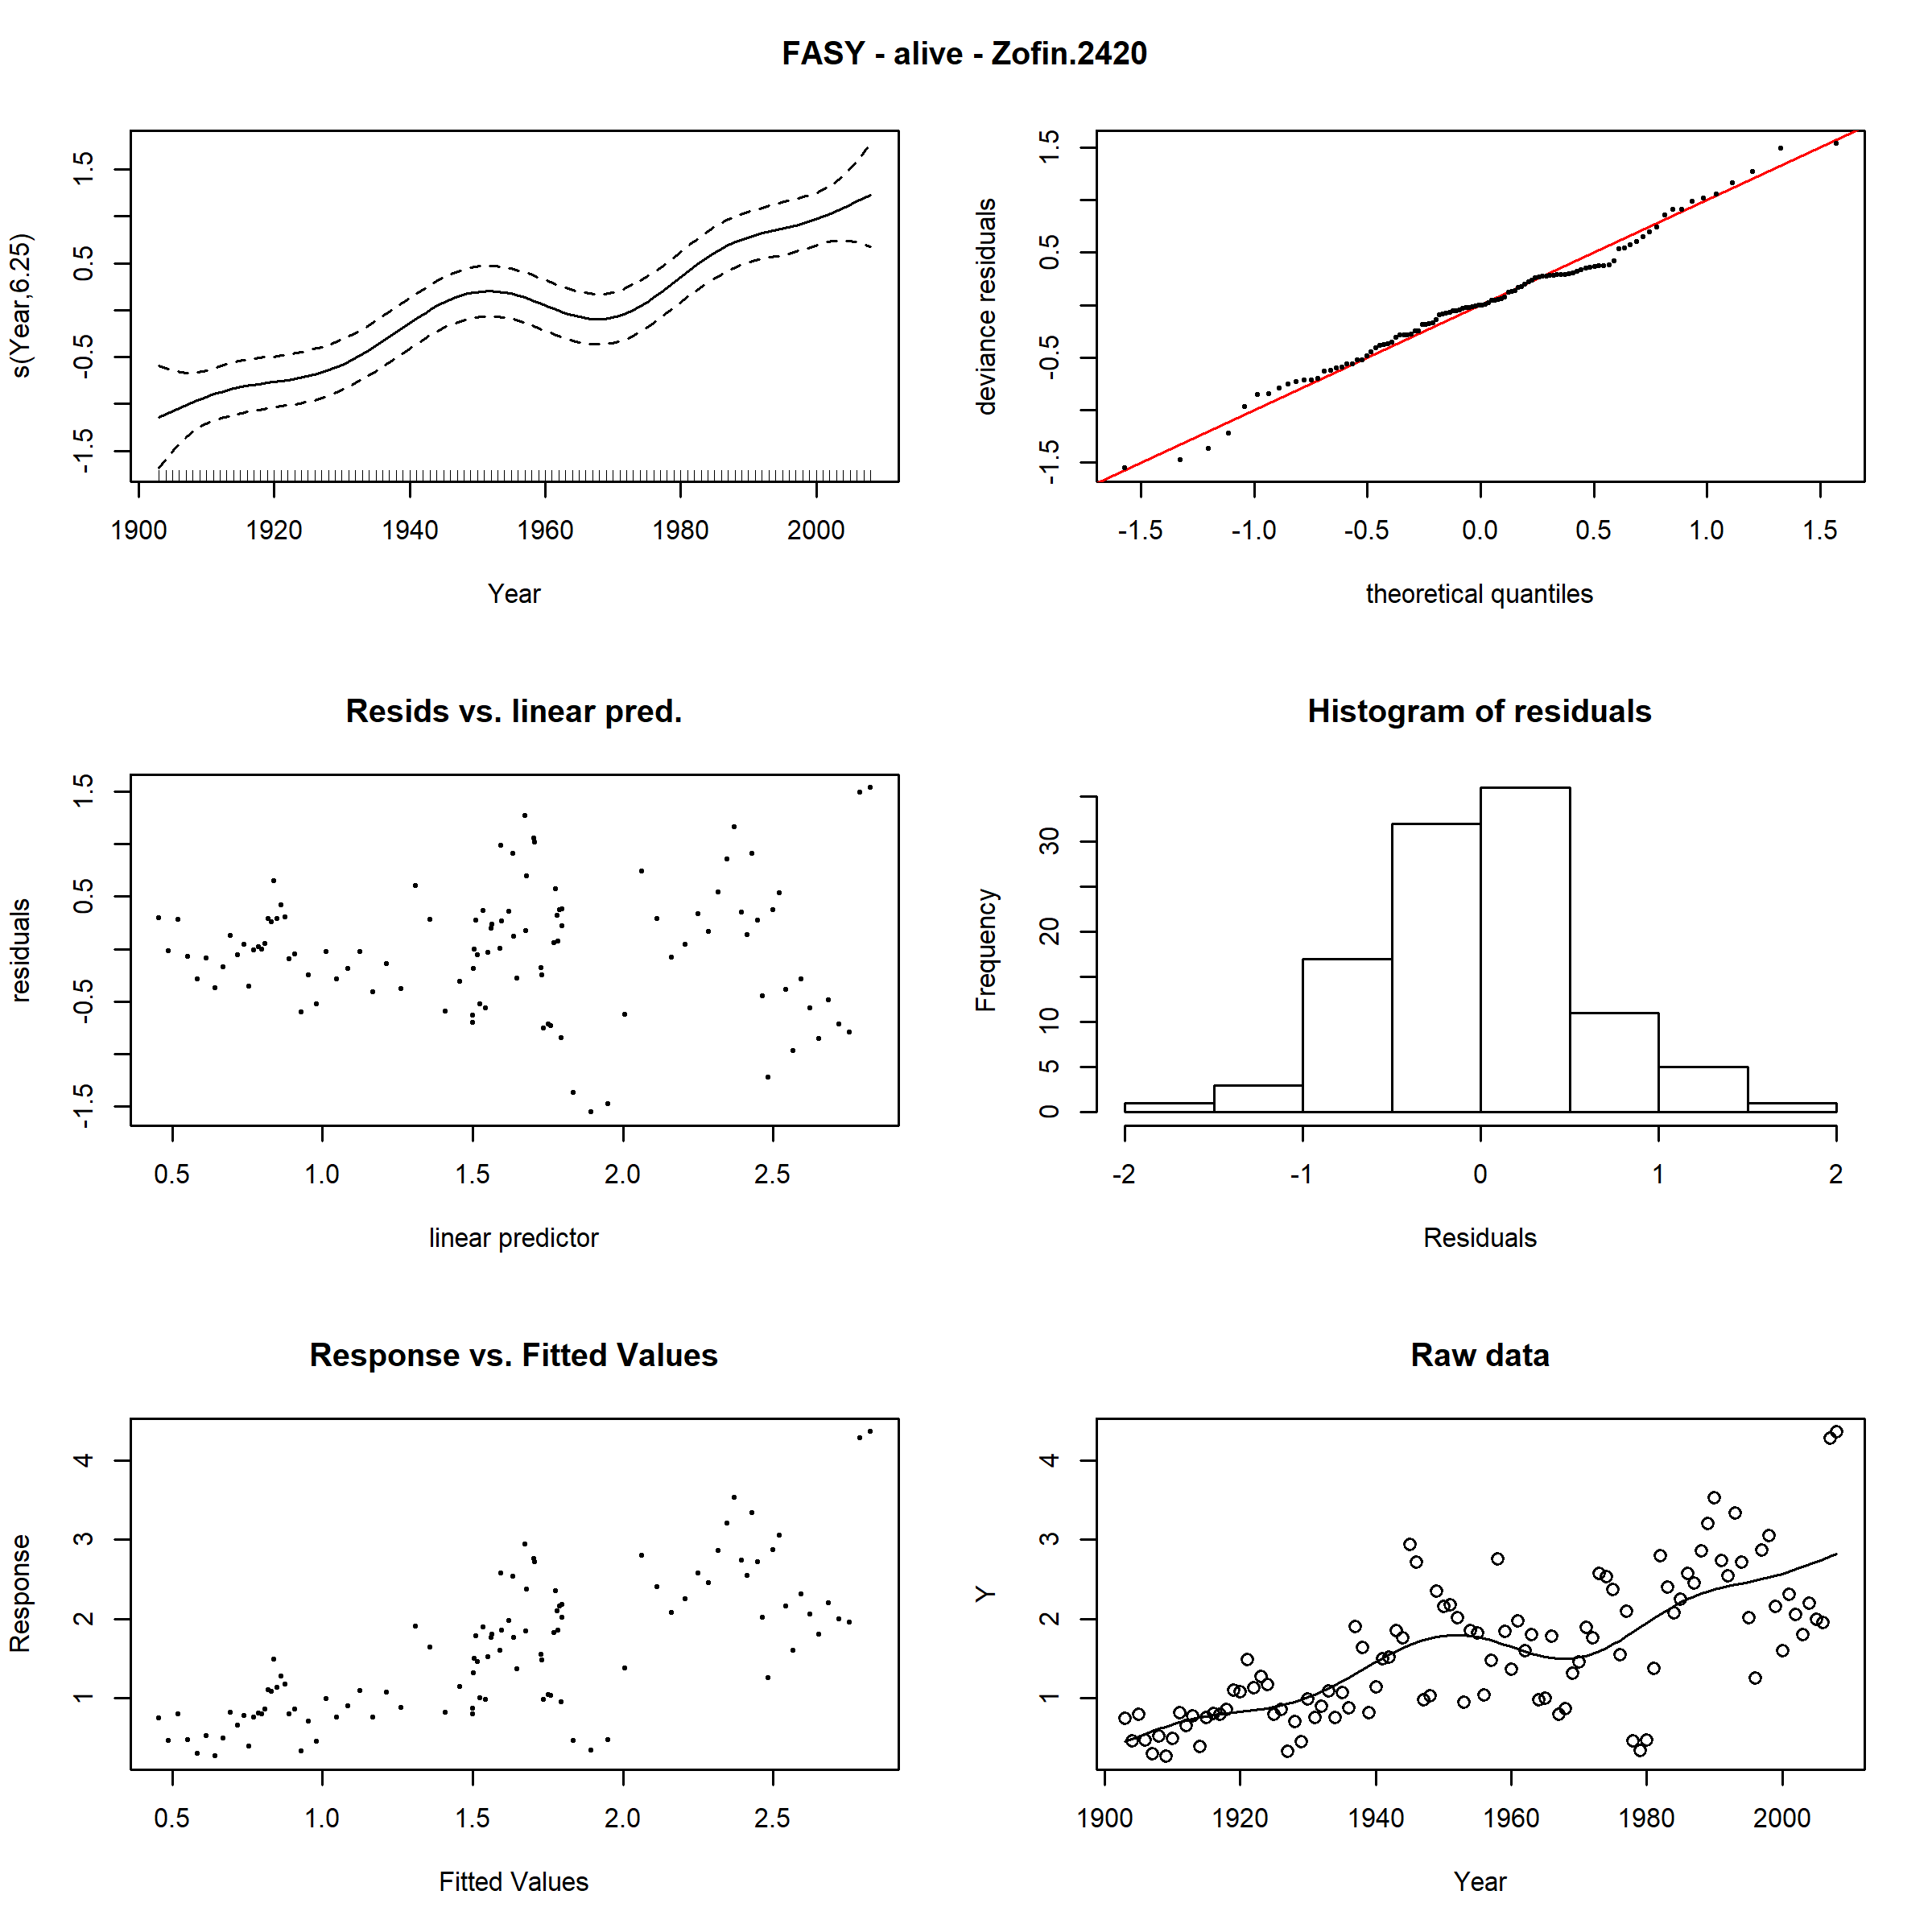 FASY - alive - Zofin.2420
s(Year,6.25)
-1.5 -0.5 0.5 1.5
1900 1920 1940 1960 1980 2000
Year
deviance residuals
-1.5 -0.5 0.5 1.5
-1.5 -1.0 -0.5 0.0 0.5 1.0 1.5
theoretical quantiles
Resids vs. linear pred.
residuals
-1.5 -0.5 0.5 1.5
0.5 1.0 1.5 2.0 2.5
linear predictor
Histogram of residuals
Frequency
0 5 10 20 30
-2 -1 0 1 2
Residuals
Response vs. Fitted Values
Response
1 2 3 4
0.5 1.0 1.5 2.0 2.5
Fitted Values
Raw data
Y
1 2 3 4
1900 1920 1940 1960 1980 2000
Year